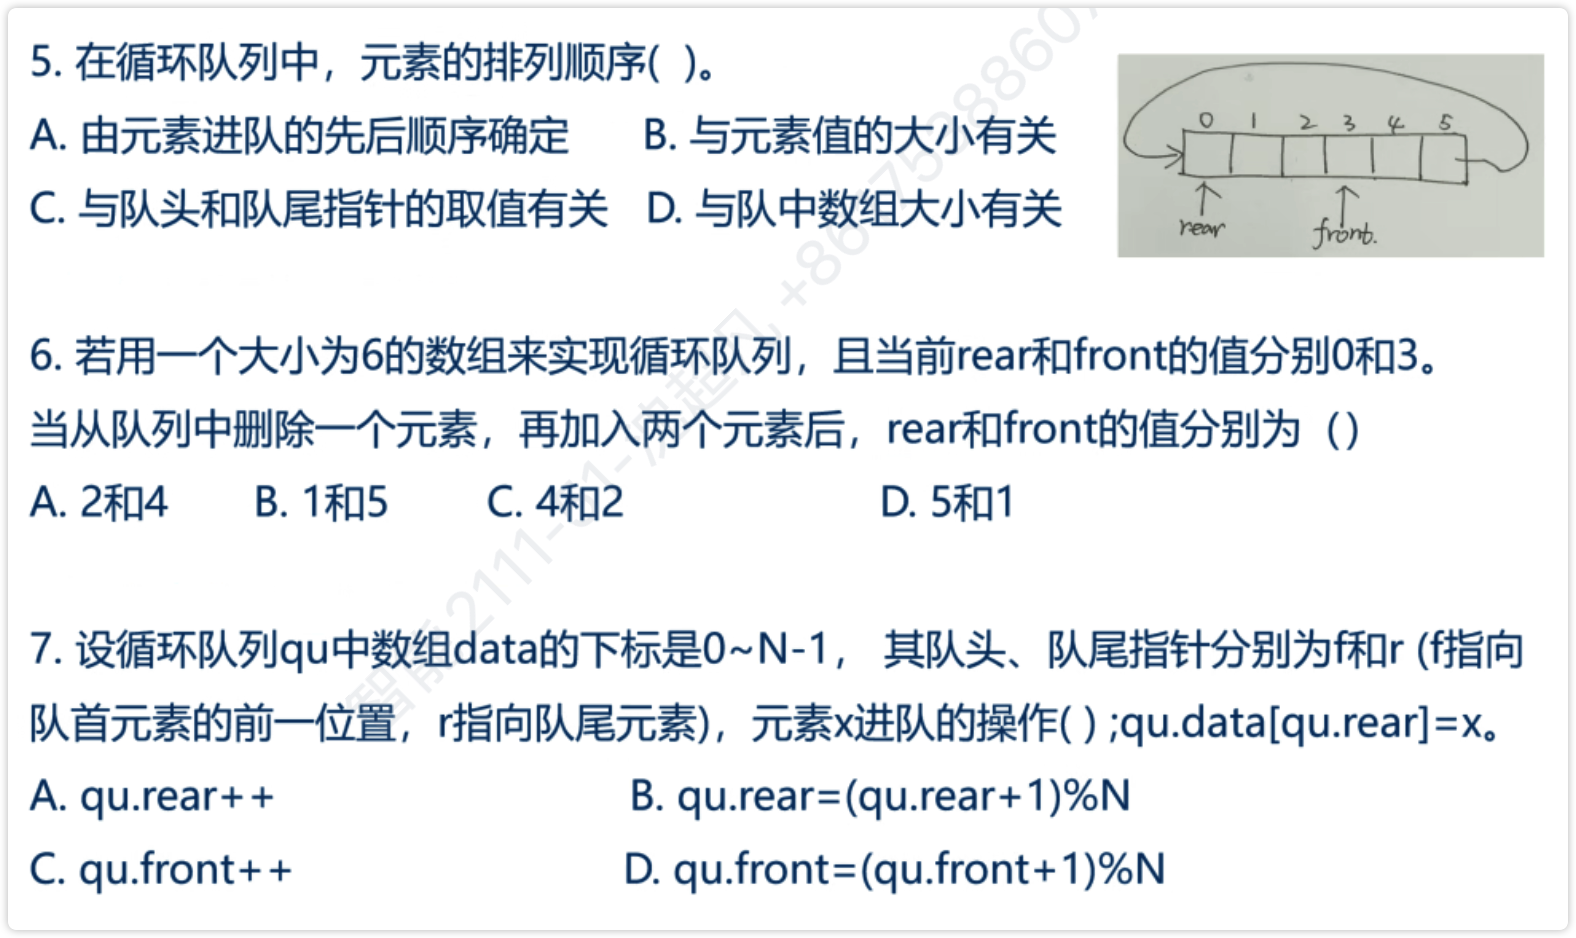 5. 在循环队列中，元素的排列顺序( )。
A. 由元素进队的先后顺序确定 B. 与元素值的大小有关
C. 与队头和队尾指针的取值有关 D. 与队中数组大小有关
0 1 2 3 4 5
rear front.
6. 若用一个大小为6的数组来实现循环队列，且当前rear和front的值分别0和3。
当从队列中删除一个元素，再加入两个元素后，rear和front的值分别为（）
A. 2和4 B. 1和5 C. 4和2 D. 5和1
7. 设循环队列qu中数组data的下标是0~N-1， 其队头、队尾指针分别为f和r (f指向
队首元素的前一位置，r指向队尾元素)，元素x进队的操作( ) ;qu.data[qu.rear]=x。
A. qu.rear++ B. qu.rear=(qu.rear+1)%N
C. qu.front++ D. qu.front=(qu.front+1)%N